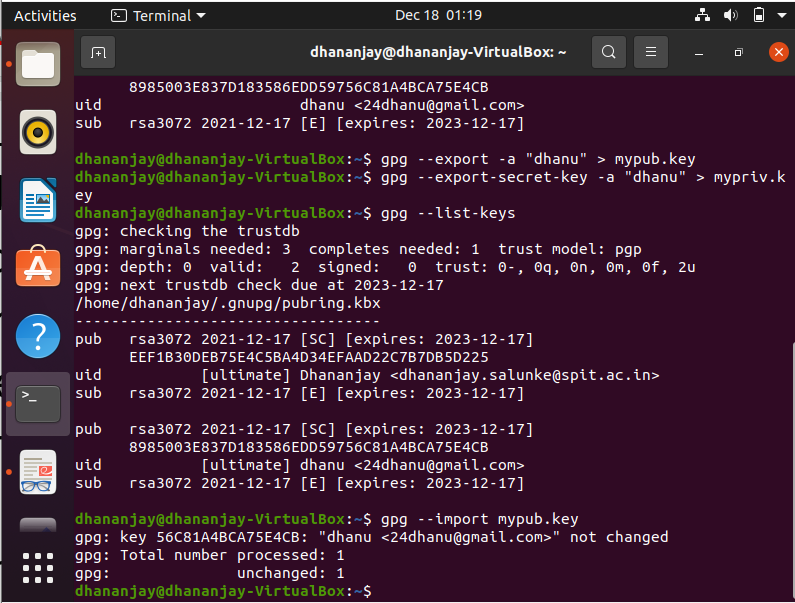 Activities
Terminal
Dec 18 01:19
dhananjay@dhananjay-VirtualBox: ~
8985003E837D183586EDD59756C81A4BCA75E4CB
uid                      dhanu <24dhanu@gmail.com>
sub   rsa3072 2021-12-17 [E] [expires: 2023-12-17]
dhananjay@dhananjay-VirtualBox:~$ gpg --export -a "dhanu" > mypub.key
dhananjay@dhananjay-VirtualBox:~$ gpg --export-secret-key -a "dhanu" > mypriv.k
ey
dhananjay@dhananjay-VirtualBox:~$ gpg --list-keys
gpg: checking the trustdb
gpg: marginals needed: 3  completes needed: 1  trust model: pgp
gpg: depth: 0  valid:   2  signed:   0  trust: 0-, 0q, 0n, 0m, 0f, 2u
gpg: next trustdb check due at 2023-12-17
/home/dhananjay/.gnupg/pubring.kbx
----------------------------------
pub   rsa3072 2021-12-17 [SC] [expires: 2023-12-17]
EEF1B30DEB75E4C5BA4D34EFAAD22C7B7DB5D225
uid           [ultimate] Dhananjay <dhananjay.salunke@spit.ac.in>
sub   rsa3072 2021-12-17 [E] [expires: 2023-12-17]
pub   rsa3072 2021-12-17 [SC] [expires: 2023-12-17]
8985003E837D183586EDD59756C81A4BCA75E4CB
uid           [ultimate] dhanu <24dhanu@gmail.com>
sub   rsa3072 2021-12-17 [E] [expires: 2023-12-17]
dhananjay@dhananjay-VirtualBox:~$ gpg --import mypub.key
gpg: key 56C81A4BCA75E4CB: "dhanu <24dhanu@gmail.com>" not changed
gpg: Total number processed: 1
gpg:              unchanged: 1
dhananjay@dhananjay-VirtualBox:~$